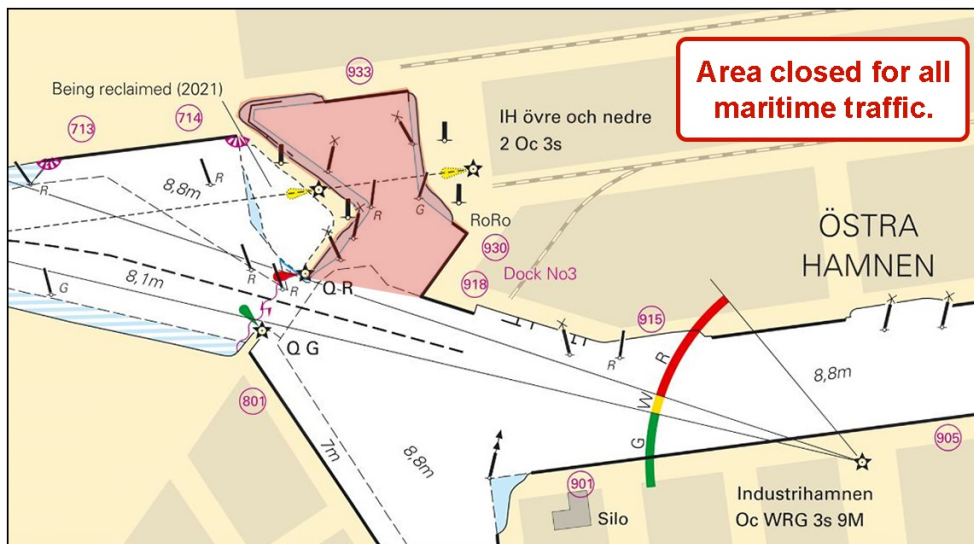 Area closed for all
maritime traffic.
933
Being reclaimed (2021)
714
713
IH övre och nedre
2 Oc 3s
8,8m
R
R
R
G
RoRo
930
ÖSTRA
HAMNEN
Dock No3
918
8,1m
G
R
R
Q R
Q G
915
R
R
W
G
8,8m
801
7m
8,8m
905
901
Silo
Industrihamnen
Oc WRG 3s 9M